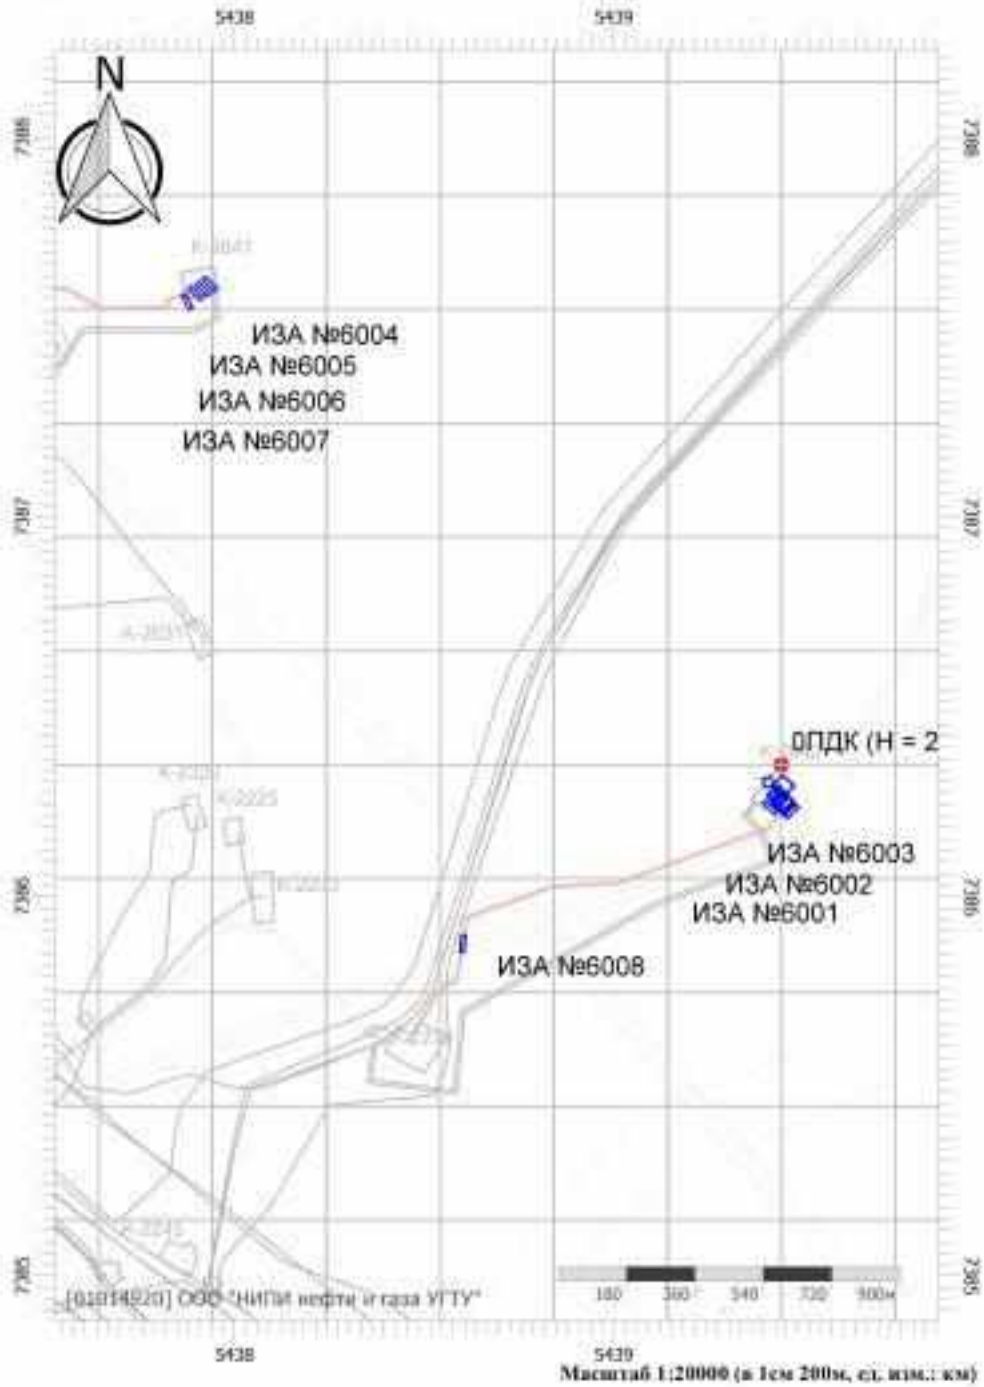 5438 5439
N
7388 7388
ИЗА №6004
ИЗА №6005
ИЗА №6006
ИЗА №6007
7387 7387
0ПДК (Н = 2
К-2225
ИЗА №6003
7386 7386
ИЗА №6002
ИЗА №6001
ИЗА №6008
7385 7385
[01014920] ООО "НИПИ нефти и газа УГТУ"
180 360 540 720 900м
5438 5439
Масштаб 1:20000 (в 1см 200м, ед. изм.: км)